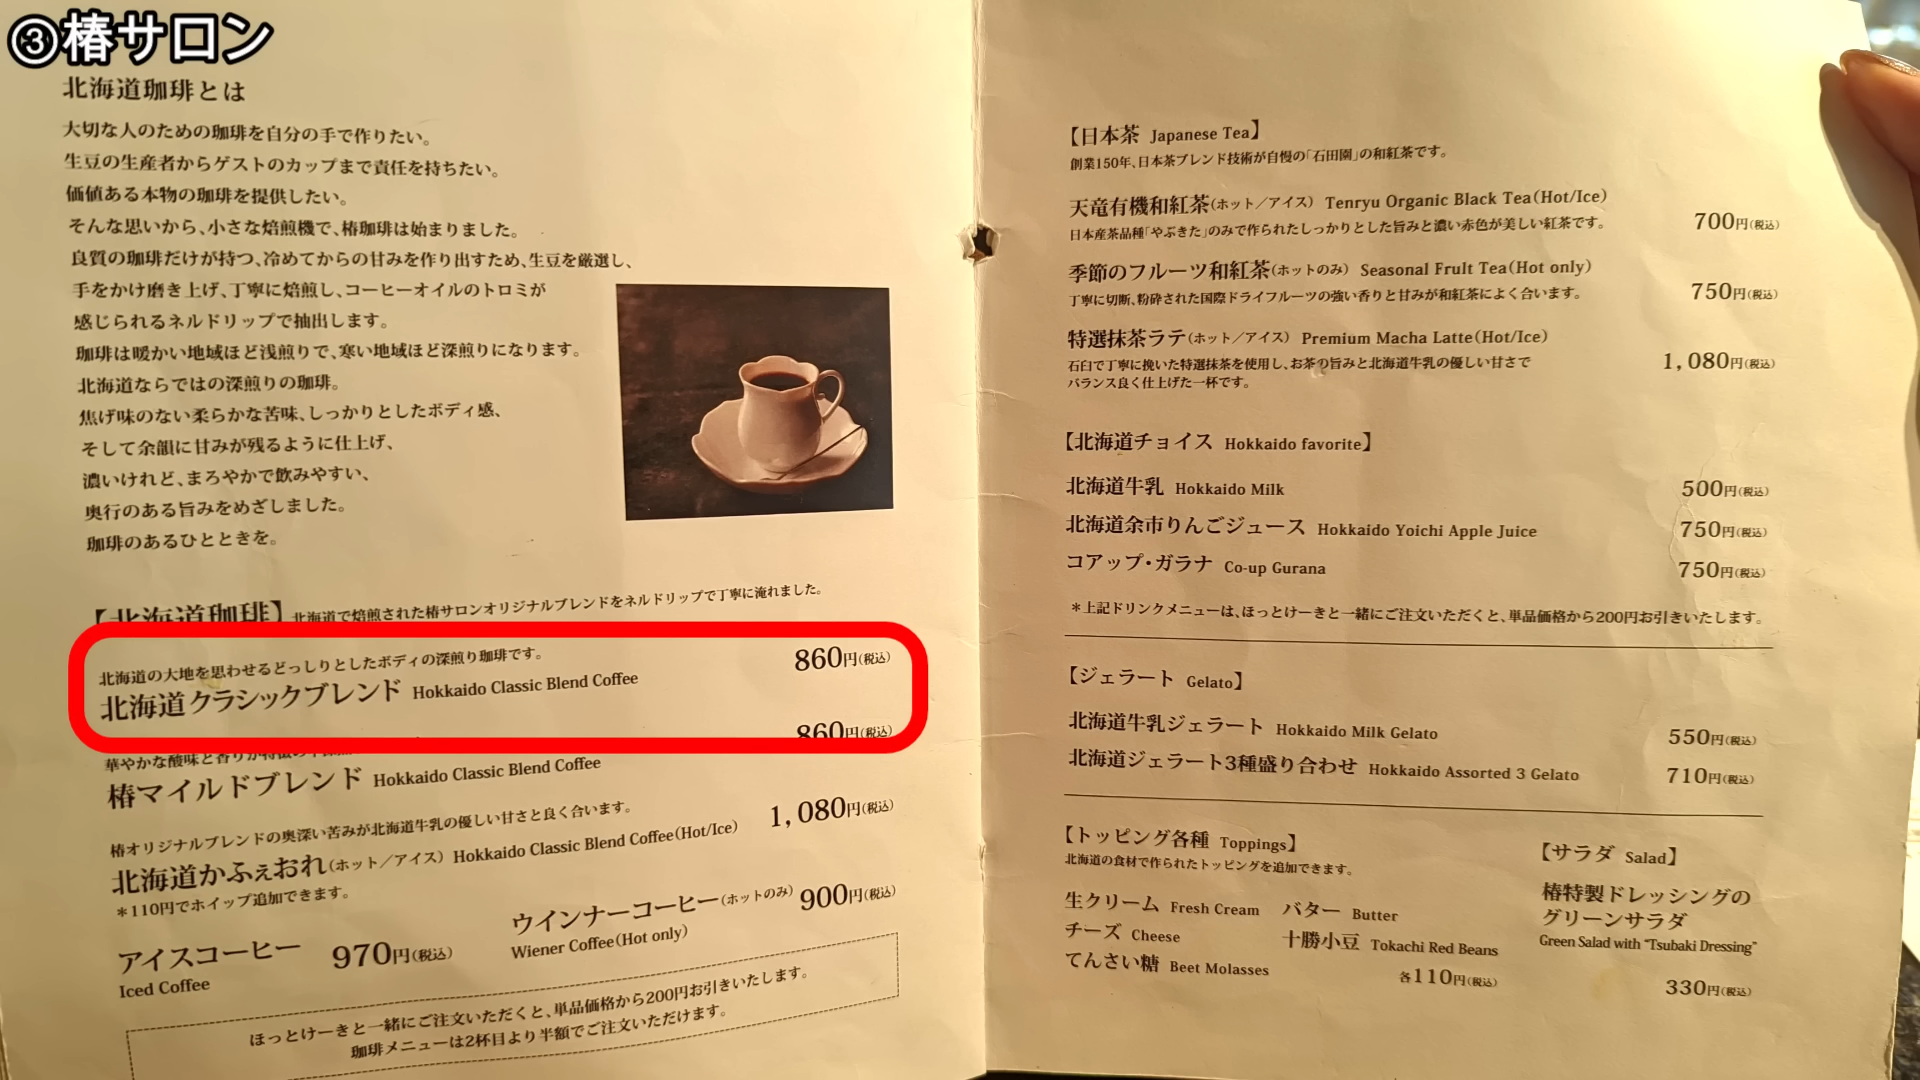 ③椿サロン
北海道珈琲とは
大切な人のための珈琲を自分の手で作りたい。
生豆の生産者からゲストのカップまで責任を持ちたい。
価値ある本物の珈琲を提供したい。
そんな思いから、小さな焙煎機で、椿珈琲は始まりました。
良質の珈琲だけが持つ、冷めてからの甘みを作り出すため、生豆を厳選し、
手をかけ磨き上げ、丁寧に焙煎し、コーヒーオイルのトロミが
感じられるネルドリップで抽出します。
珈琲は暖かい地域ほど浅煎りで、寒い地域ほど深煎りになります。
北海道ならではの深煎りの珈琲。
焦げ味のない柔らかな苦味、しっかりとしたボディ感、
そして余韻に甘みが残るように仕上げ、
濃いけれど、まろやかで飲みやすい、
奥行のある旨みをめざしました。
珈琲のあるひとときを。
【北海道珈琲】北海道で焙煎された椿サロンオリジナルブレンドをネルドリップで丁寧に淹れました。
北海道の大地を思わせるどっしりとしたボディの深煎り珈琲です。
北海道クラシックブレンド Hokkaido Classic Blend Coffee 860円(税込)
華やかな酸味と香りが特徴の
椿マイルドブレンド Hokkaido Classic Blend Coffee 860円(税込)
椿オリジナルブレンドの奥深い苦みが北海道牛乳の優しい甘さと良く合います。
北海道かふぇおれ(ホット／アイス) Hokkaido Classic Blend Coffee(Hot/Ice) 1,080円(税込)
＊110円でホイップ追加できます。
アイスコーヒー 970円(税込)
Iced Coffee
ウインナーコーヒー(ホットのみ) 900円(税込)
Wiener Coffee(Hot only)
ほっとけーきと一緒にご注文いただくと、単品価格から200円お引きいたします。
珈琲メニューは2杯目より半額でご注文いただけます。
【日本茶 Japanese Tea】
創業150年、日本茶ブレンド技術が自慢の「石田園」の和紅茶です。
天竜有機和紅茶(ホット／アイス) Tenryu Organic Black Tea(Hot/Ice) 700円(税込)
日本産茶品種「やぶきた」のみで作られたしっかりとした旨みと濃い赤色が美しい紅茶です。
季節のフルーツ和紅茶(ホットのみ) Seasonal Fruit Tea(Hot only) 750円(税込)
丁寧に切断、粉砕された国際ドライフルーツの強い香りと甘みが和紅茶によく合います。
特選抹茶ラテ(ホット／アイス) Premium Macha Latte(Hot/Ice) 1,080円(税込)
石臼で丁寧に挽いた特選抹茶を使用し、お茶の旨みと北海道牛乳の優しい甘さで
バランス良く仕上げた一杯です。
【北海道チョイス Hokkaido favorite】
北海道牛乳 Hokkaido Milk 500円(税込)
北海道余市りんごジュース Hokkaido Yoichi Apple Juice 750円(税込)
コアップ・ガラナ Co-up Gurana 750円(税込)
＊上記ドリンクメニューは、ほっとけーきと一緒にご注文いただくと、単品価格から200円お引きいたします。
【ジェラート Gelato】
北海道牛乳ジェラート Hokkaido Milk Gelato 550円(税込)
北海道ジェラート3種盛り合わせ Hokkaido Assorted 3 Gelato 710円(税込)
【トッピング各種 Toppings】
北海道の食材で作られたトッピングを追加できます。
生クリーム Fresh Cream バター Butter
チーズ Cheese 十勝小豆 Tokachi Red Beans
てんさい糖 Beet Molasses 各110円(税込)
【サラダ Salad】
椿特製ドレッシングの
グリーンサラダ
Green Salad with "Tsubaki Dressing"
330円(税込)